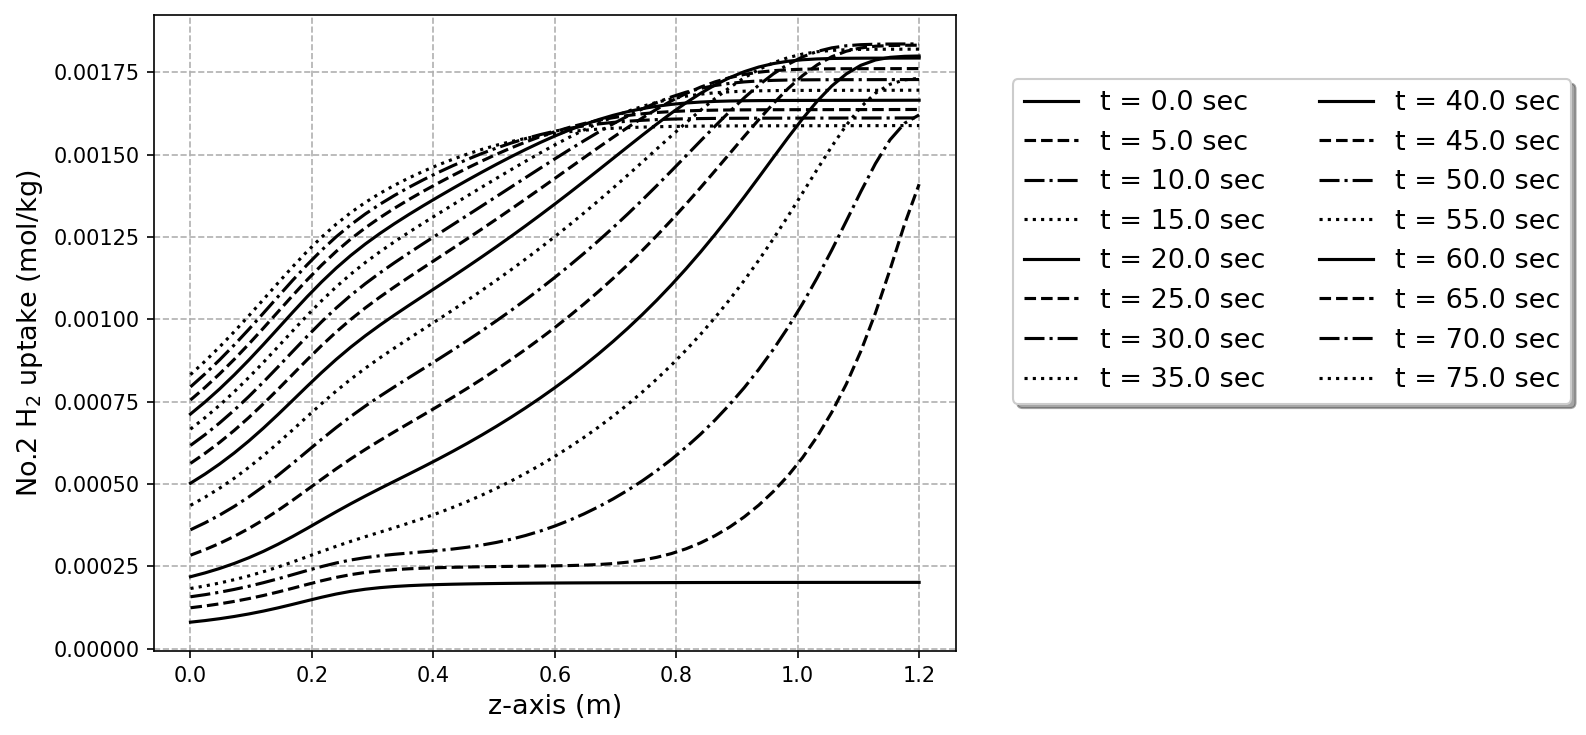 No.2 H₂ uptake (mol/kg)
0.00175
0.00150
0.00125
0.00100
0.00075
0.00050
0.00025
0.00000
0.0 0.2 0.4 0.6 0.8 1.0 1.2
z-axis (m)
t = 0.0 sec
t = 5.0 sec
t = 10.0 sec
t = 15.0 sec
t = 20.0 sec
t = 25.0 sec
t = 30.0 sec
t = 35.0 sec
t = 40.0 sec
t = 45.0 sec
t = 50.0 sec
t = 55.0 sec
t = 60.0 sec
t = 65.0 sec
t = 70.0 sec
t = 75.0 sec